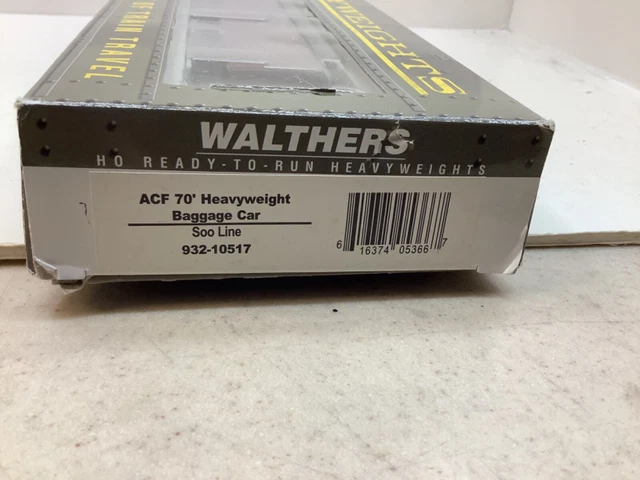 OF TRAIN TRAVEL
WEIGHTS
WALTHERS
HO READY-TO-RUN HEAVYWEIGHTS
ACF 70' Heavyweight
Baggage Car
Soo Line
932-10517
6 16374 05366 7